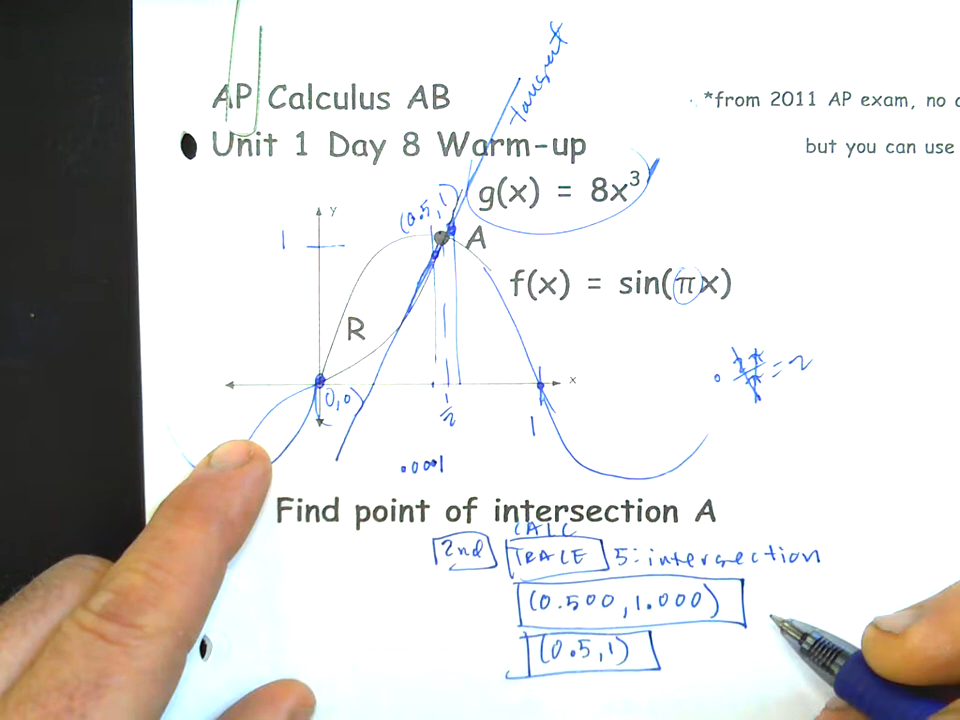 tangent
AP Calculus AB
*from 2011 AP exam, no
Unit 1 Day 8 Warm-up
but you can use
g(x) = 8x³
(0.5, 1)
y
1
A
f(x) = sin(πx)
R
x
(0,0)
1/2
1
2π/π = 2
.0001
Find point of intersection A
CALC
2nd TRACE 5: intersection
(0.500, 1.000)
(0.5, 1)